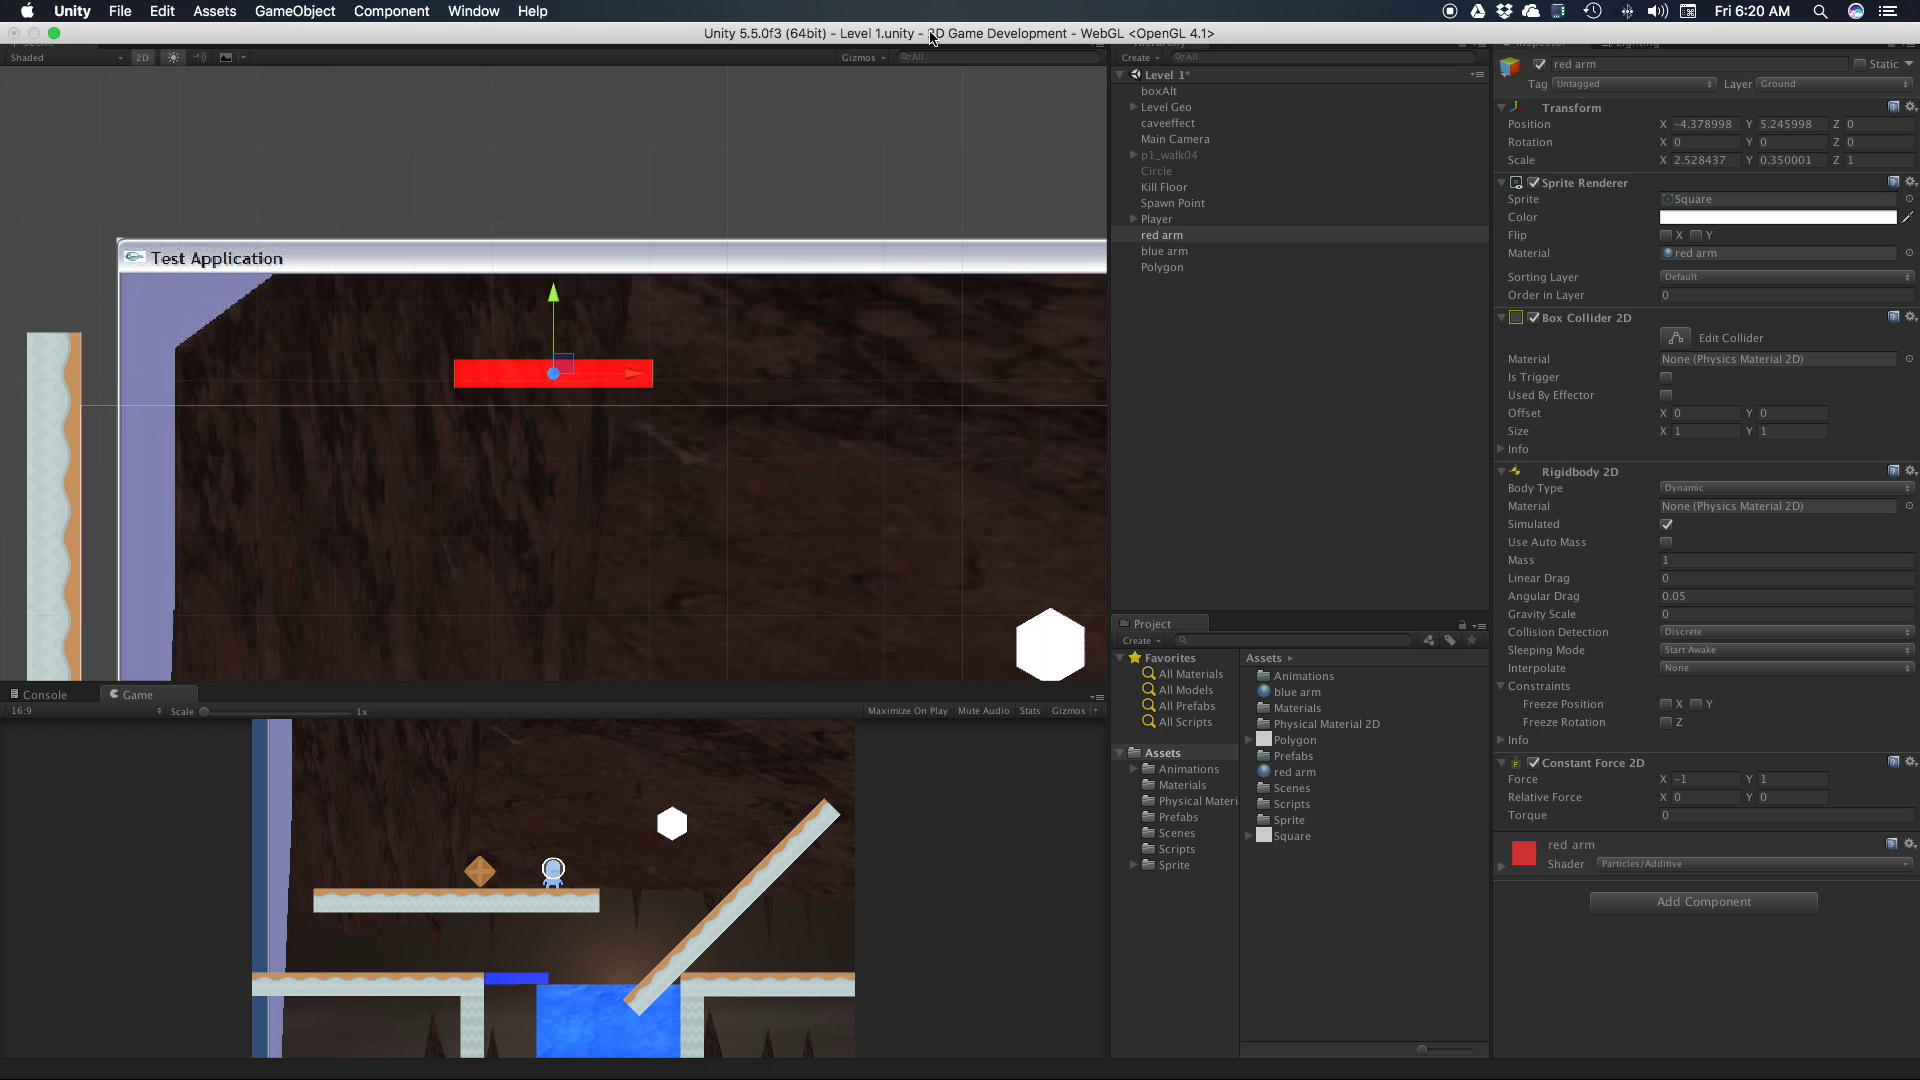 Unity File Edit Assets GameObject Component Window Help Fri 6:20 AM
Unity 5.5.0f3 (64bit) - Level 1.unity - 2D Game Development - WebGL <OpenGL 4.1>
Shaded 2D Gizmos All
Test Application
Console Game
16:9 Scale 1x Maximize On Play Mute Audio Stats Gizmos
Hierarchy
Create All
Level 1*
boxAlt
Level Geo
caveeffect
Main Camera
p1_walk04
Circle
Kill Floor
Spawn Point
Player
red arm
blue arm
Polygon
Project
Create
Favorites
All Materials
All Models
All Prefabs
All Scripts
Assets
Animations
Materials
Physical Materi
Prefabs
Scenes
Scripts
Sprite
Assets
Animations
blue arm
Materials
Physical Material 2D
Polygon
Prefabs
red arm
Scenes
Scripts
Sprite
Square
Inspector Lighting
red arm Static
Tag Untagged Layer Ground
Transform
Position X -4.378998 Y 5.245998 Z 0
Rotation X 0 Y 0 Z 0
Scale X 2.528437 Y 0.350001 Z 1
Sprite Renderer
Sprite Square
Color
Flip X Y
Material red arm
Sorting Layer Default
Order in Layer 0
Box Collider 2D
Edit Collider
Material None (Physics Material 2D)
Is Trigger
Used By Effector
Offset X 0 Y 0
Size X 1 Y 1
Info
Rigidbody 2D
Body Type Dynamic
Material None (Physics Material 2D)
Simulated
Use Auto Mass
Mass 1
Linear Drag 0
Angular Drag 0.05
Gravity Scale 0
Collision Detection Discrete
Sleeping Mode Start Awake
Interpolate None
Constraints
Freeze Position X Y
Freeze Rotation Z
Info
Constant Force 2D
Force X -1 Y 1
Relative Force X 0 Y 0
Torque 0
red arm
Shader Particles/Additive
Add Component